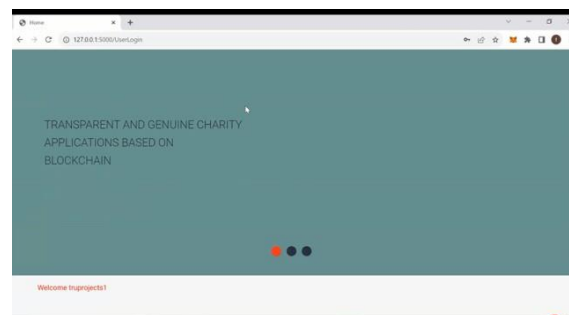 Home
127.0.0.1:5000/UserLogin
TRANSPARENT AND GENUINE CHARITY
APPLICATIONS BASED ON
BLOCKCHAIN
Welcome truprojects1